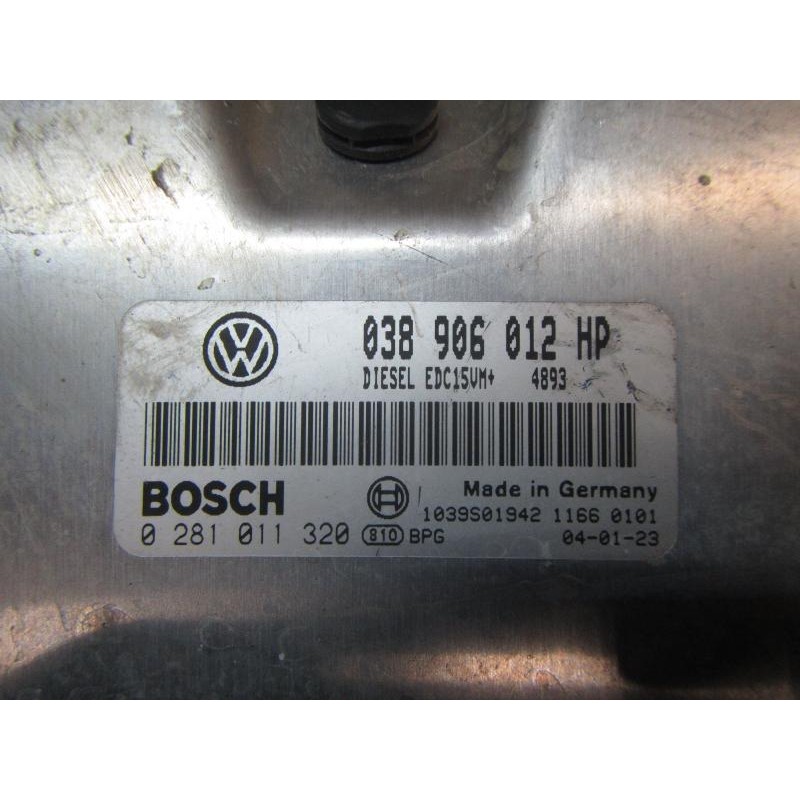 038 906 012 HP
DIESEL EDC15VM+ 4893
BOSCH
Made in Germany
1039S01942 1166 0101
0 281 011 320 810 BPG 04-01-23